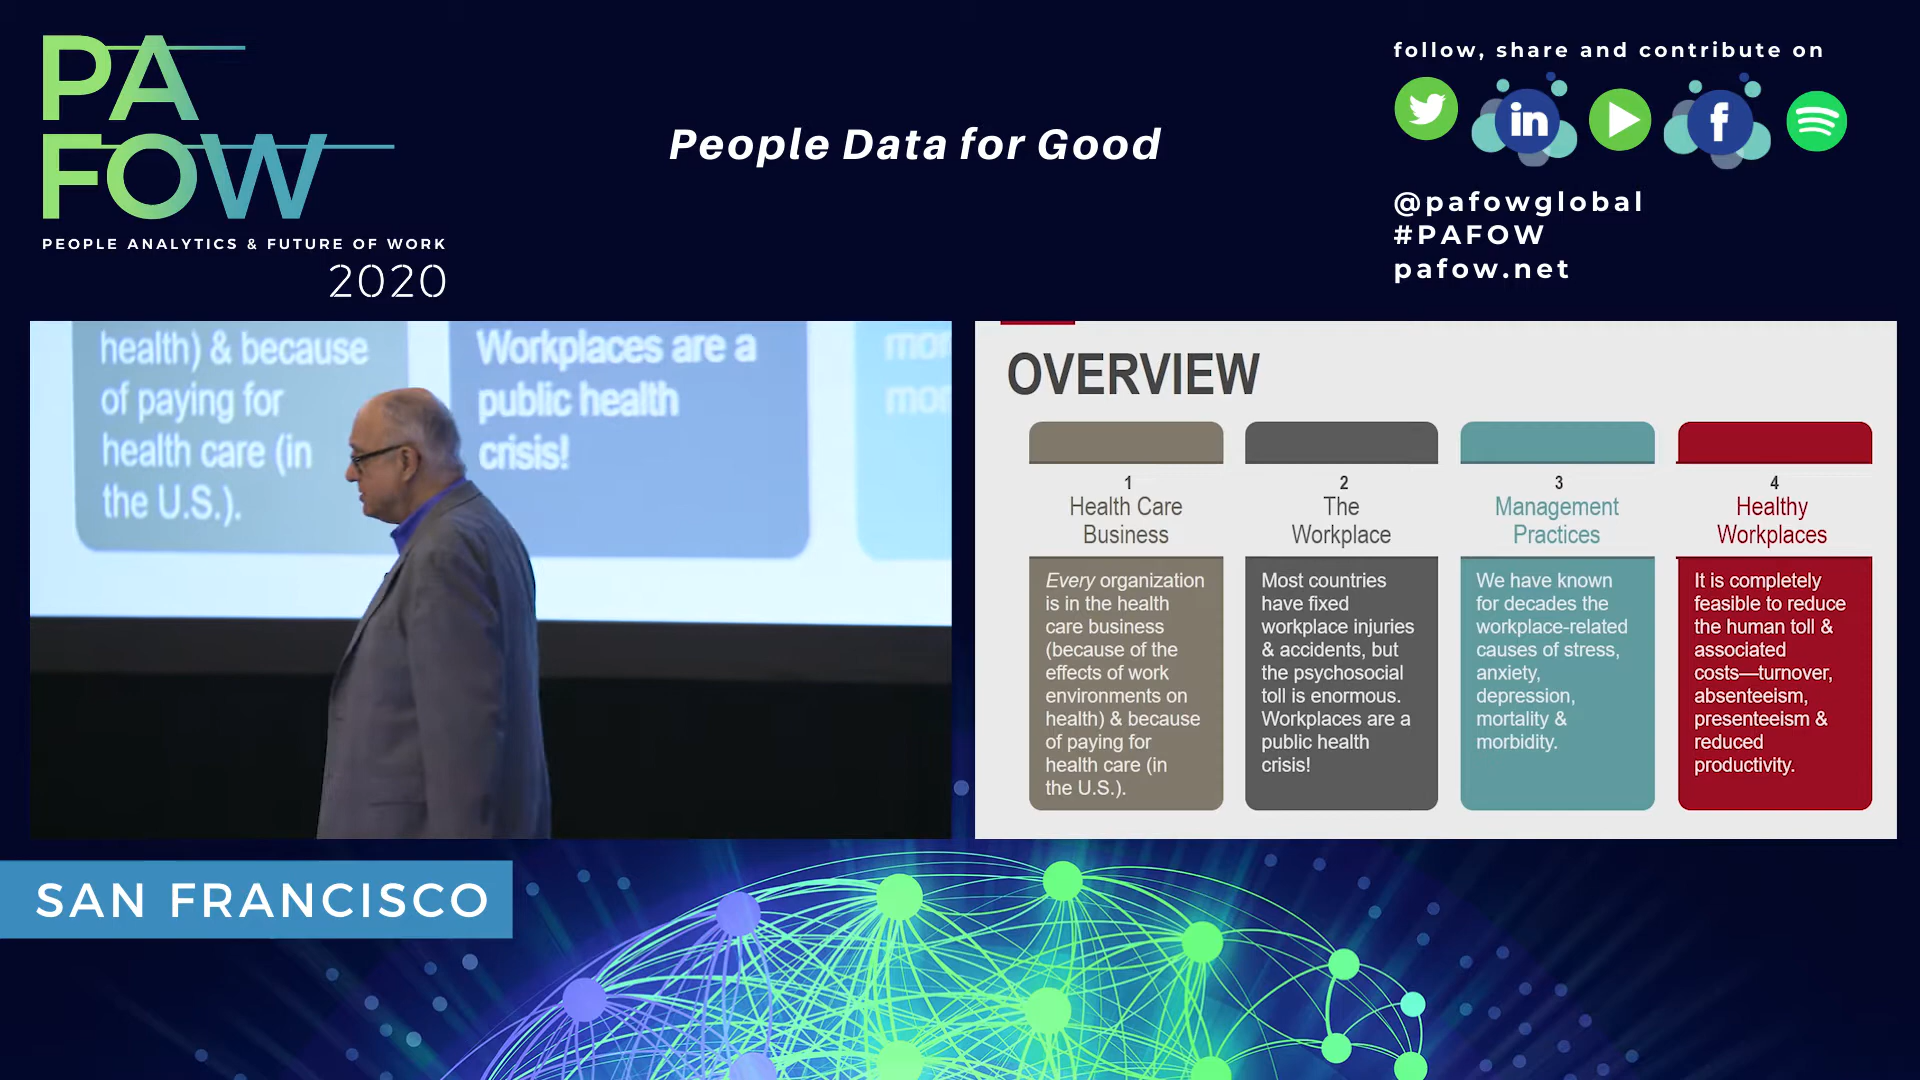 PA
FOW
PEOPLE ANALYTICS & FUTURE OF WORK
2020
People Data for Good
follow, share and contribute on
in
f
@pafowglobal
#PAFOW
pafow.net
health) & because
of paying for
health care (in
the U.S.).
Workplaces are a
public health
crisis!
OVERVIEW
1
Health Care
Business
Every organization
is in the health
care business
(because of the
effects of work
environments on
health) & because
of paying for
health care (in
the U.S.).
2
The
Workplace
Most countries
have fixed
workplace injuries
& accidents, but
the psychosocial
toll is enormous.
Workplaces are a
public health
crisis!
3
Management
Practices
We have known
for decades the
workplace-related
causes of stress,
anxiety,
depression,
mortality &
morbidity.
4
Healthy
Workplaces
It is completely
feasible to reduce
the human toll &
associated
costs—turnover,
absenteeism,
presenteeism &
reduced
productivity.
SAN FRANCISCO